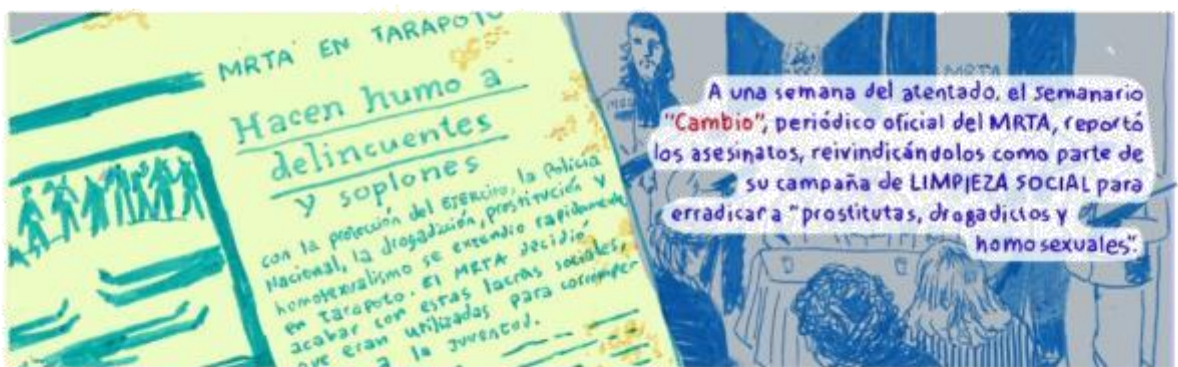 MRTA EN TARAPOTO
Hacen humo a
delincuentes
y soplones
con la protección del EJERCITO, la Policía
Nacional, la drogadicción, prostitución y
homosexualismo se extendio rapidamente
en tarapoto. El MRTA decidió
acabar con estas lacras sociales,
que eran utilizadas para corromper
a la juventud.
MRTA
A una semana del atentado, el semanario
"Cambio", periódico oficial del MRTA, reportó
los asesinatos, reivindicándolos como parte de
su campaña de LIMPIEZA SOCIAL para
erradicar a "prostitutas, drogadictos y
homosexuales".